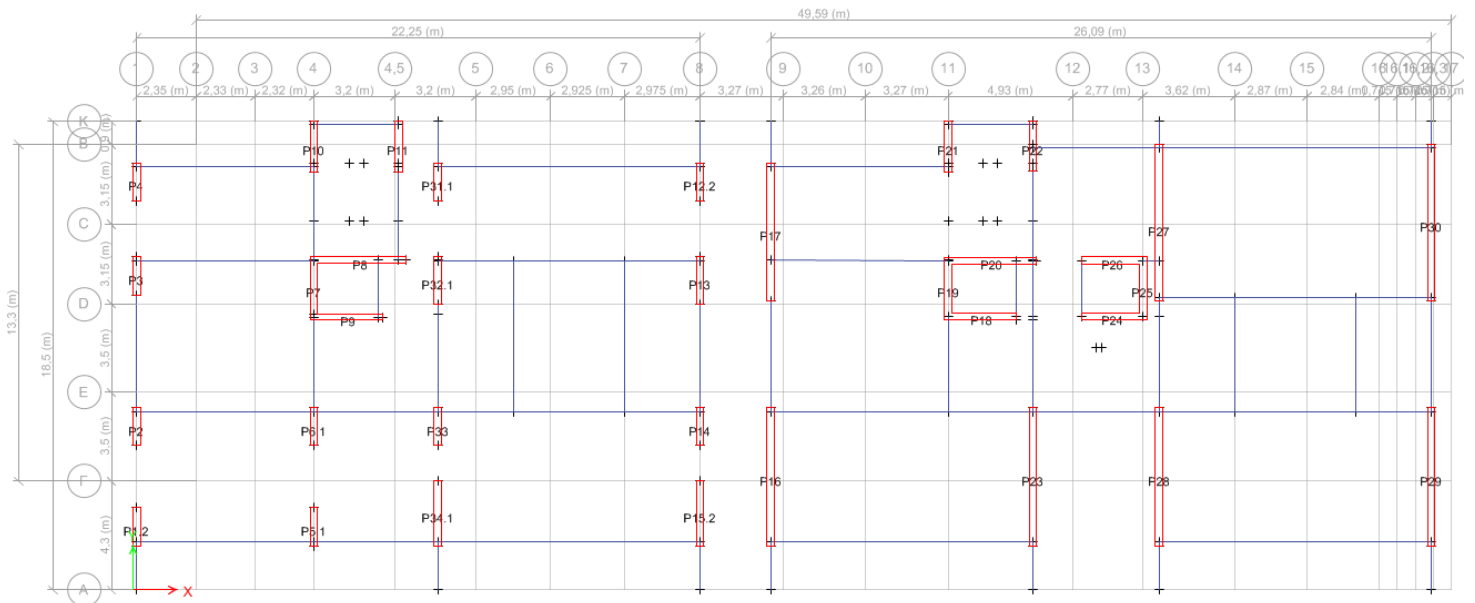 49,59 (m)
22,25 (m)
26,09 (m)
1
2
3
4
4,5
5
6
7
8
9
10
11
12
13
14
15
16
17
2,35 (m)
2,33 (m)
2,32 (m)
3,2 (m)
3,2 (m)
2,95 (m)
2,925 (m)
2,975 (m)
3,27 (m)
3,26 (m)
3,27 (m)
4,93 (m)
2,77 (m)
3,62 (m)
2,87 (m)
2,84 (m)
К
0,9 (m)
В
P10
P11
P21
P22
3,15 (m)
P4
P31.1
P12.2
С
P17
P27
P30
3,15 (m)
P8
P20
P26
P3
P7
P32.1
P13
P19
P25
D
P9
P18
P24
13,3 (m)
18,5 (m)
3,5 (m)
E
P2
P6.1
P33
P14
3,5 (m)
Г
P16
P23
P28
P29
4,3 (m)
P1.2
P5.1
P34.1
P15.2
A
X